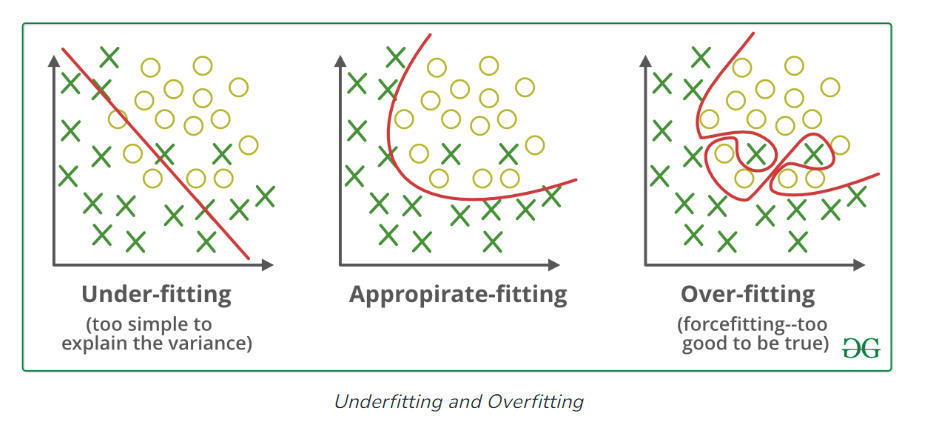 Under-fitting
(too simple to
explain the variance)
Appropirate-fitting
Over-fitting
(forcefitting--too
good to be true)
Underfitting and Overfitting